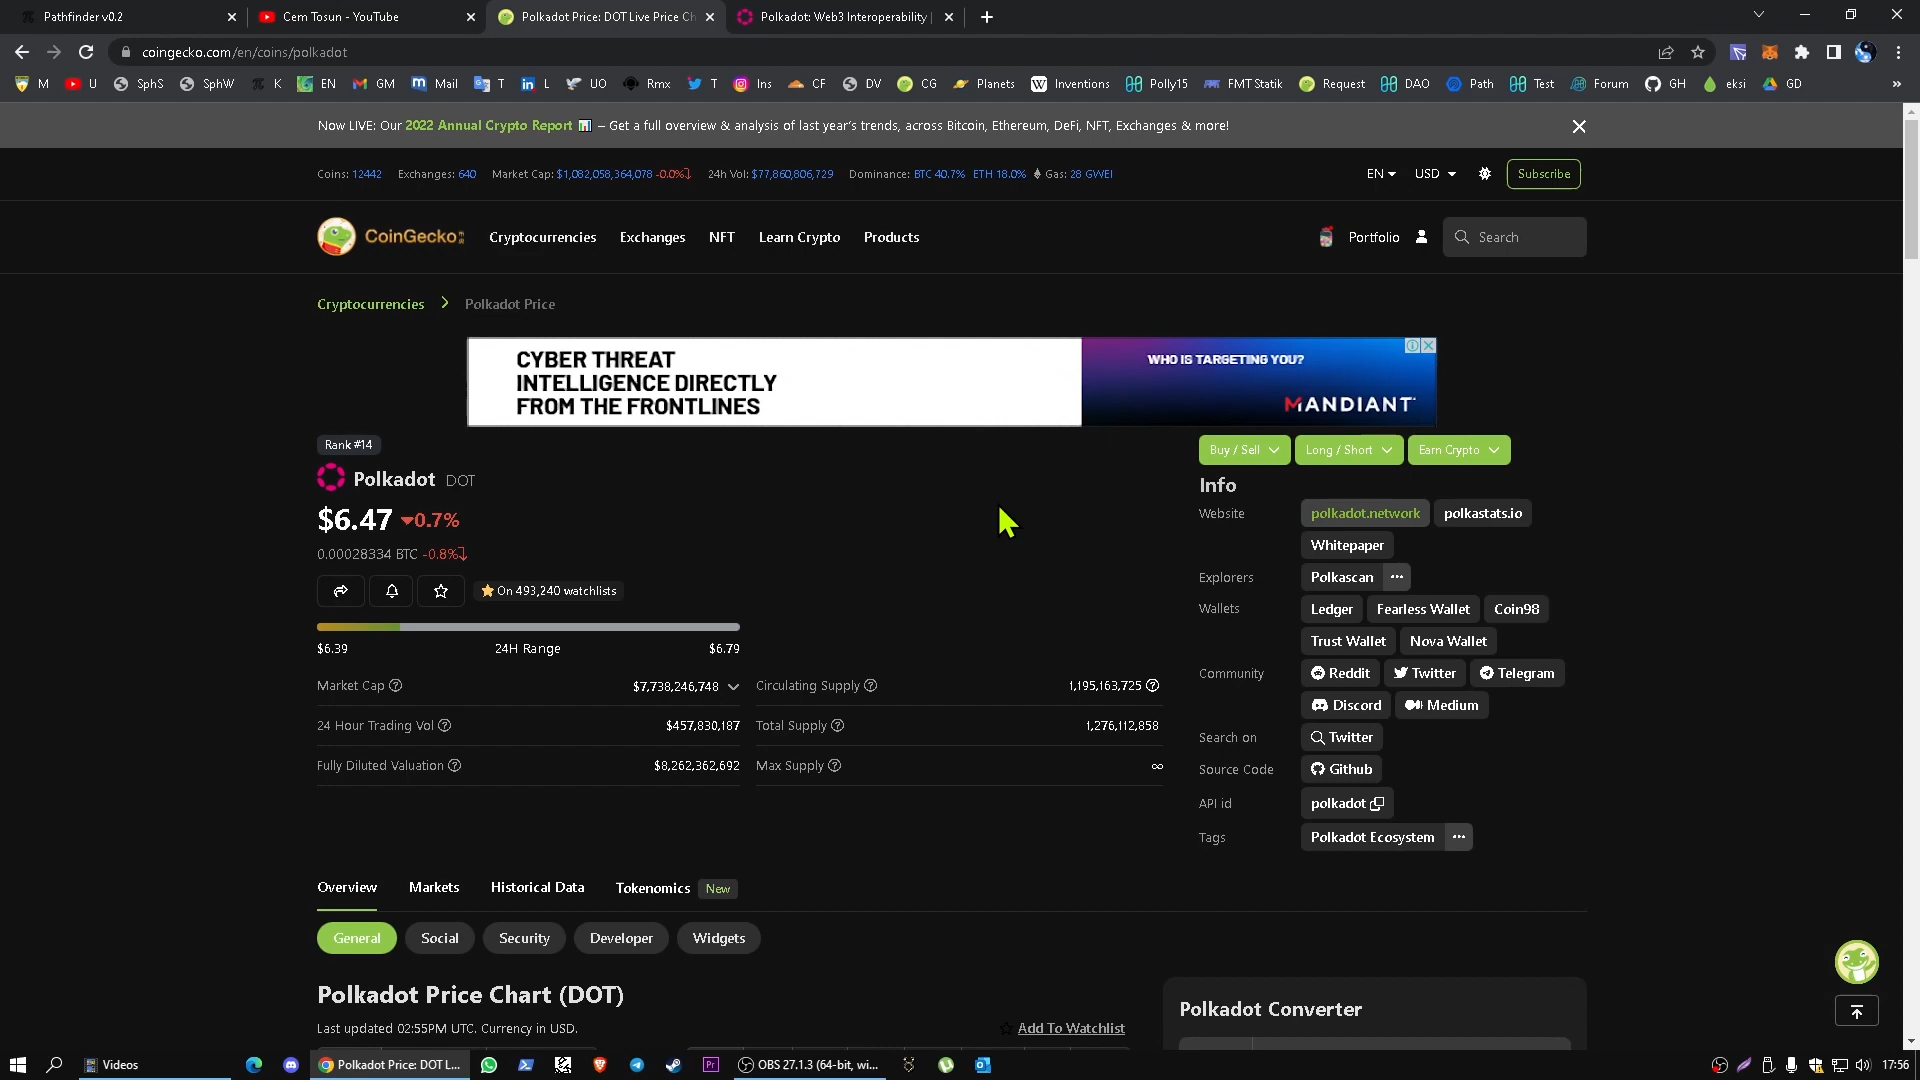 Pathfinder v0.2
Cem Tosun - YouTube
Polkadot Price: DOT Live Price Ch
Polkadot: Web3 Interoperability |
coingecko.com/en/coins/polkadot
M U SphS SphW K EN GM Mail T L UO Rmx T Ins CF DV CG Planets Inventions Polly15 FMT Statik Request DAO Path Test Forum GH eksi GD »
Now LIVE: Our 2022 Annual Crypto Report – Get a full overview & analysis of last year's trends, across Bitcoin, Ethereum, DeFi, NFT, Exchanges & more!
Coins: 12442 Exchanges: 640 Market Cap: $1,082,058,364,078 -0.0% 24h Vol: $77,860,806,729 Dominance: BTC 40.7% ETH 18.0% Gas: 28 GWEI
EN USD Subscribe
CoinGecko Cryptocurrencies Exchanges NFT Learn Crypto Products Portfolio Search
Cryptocurrencies Polkadot Price
CYBER THREAT
INTELLIGENCE DIRECTLY
FROM THE FRONTLINES
WHO IS TARGETING YOU?
MANDIANT
Rank #14
Polkadot DOT
$6.47 0.7%
0.00028334 BTC -0.8%
On 493,240 watchlists
$6.39 24H Range $6.79
Market Cap $7,738,246,748
24 Hour Trading Vol $457,830,187
Fully Diluted Valuation $8,262,362,692
Circulating Supply 1,195,163,725
Total Supply 1,276,112,858
Max Supply ∞
Buy / Sell Long / Short Earn Crypto
Info
Website polkadot.network polkastats.io
Whitepaper
Explorers Polkascan
Wallets Ledger Fearless Wallet Coin98
Trust Wallet Nova Wallet
Community Reddit Twitter Telegram
Discord Medium
Search on Twitter
Source Code Github
API id polkadot
Tags Polkadot Ecosystem
Overview Markets Historical Data Tokenomics New
General Social Security Developer Widgets
Polkadot Price Chart (DOT)
Last updated 02:55PM UTC. Currency in USD.
Add To Watchlist
Polkadot Converter
Videos
Polkadot Price: DOT L...
Pr
OBS 27.1.3 (64-bit, wi...
17:56